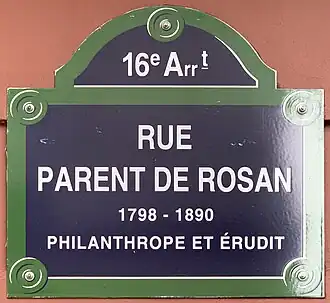 16e Arrt
RUE
PARENT DE ROSAN
1798 - 1890
PHILANTHROPE ET ÉRUDIT